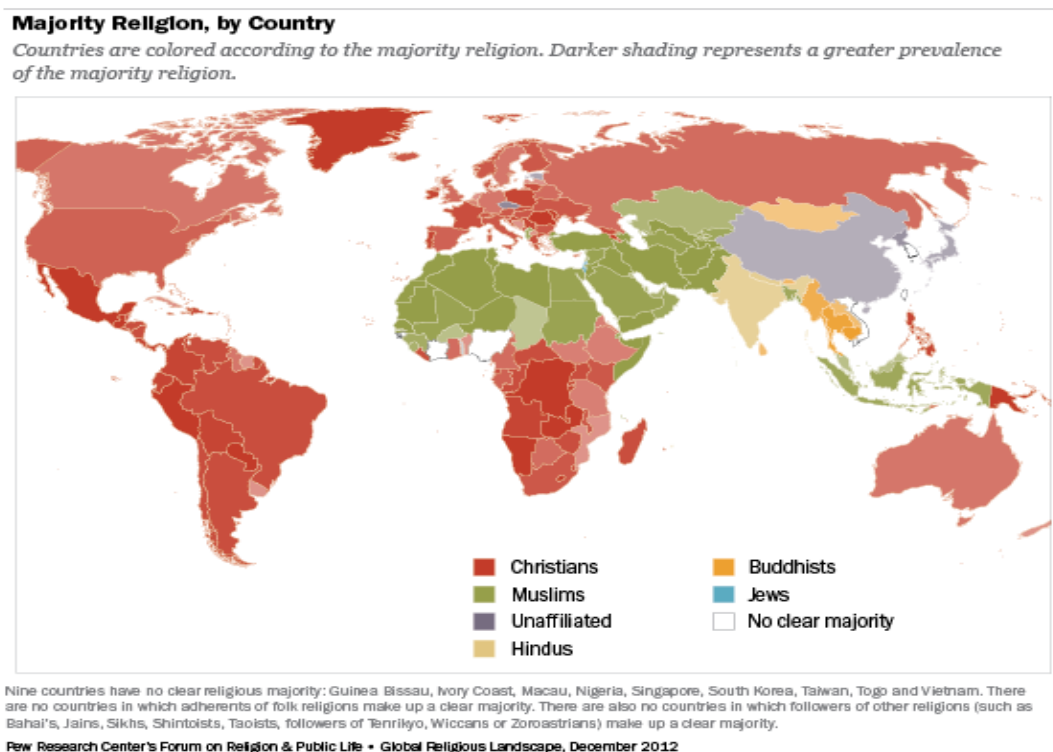 Majority Religion, by Country
Countries are colored according to the majority religion. Darker shading represents a greater prevalence
of the majority religion.
Christians
Muslims
Unaffiliated
Hindus
Buddhists
Jews
No clear majority
Nine countries have no clear religious majority: Guinea Bissau, Ivory Coast, Macau, Nigeria, Singapore, South Korea, Taiwan, Togo and Vietnam. There
are no countries in which adherents of folk religions make up a clear majority. There are also no countries in which followers of other religions (such as
Bahai's, Jains, Sikhs, Shintoists, Taoists, followers of Tenrikyo, Wiccans or Zoroastrians) make up a clear majority.
Pew Research Center's Forum on Religion & Public Life • Global Religious Landscape, December 2012